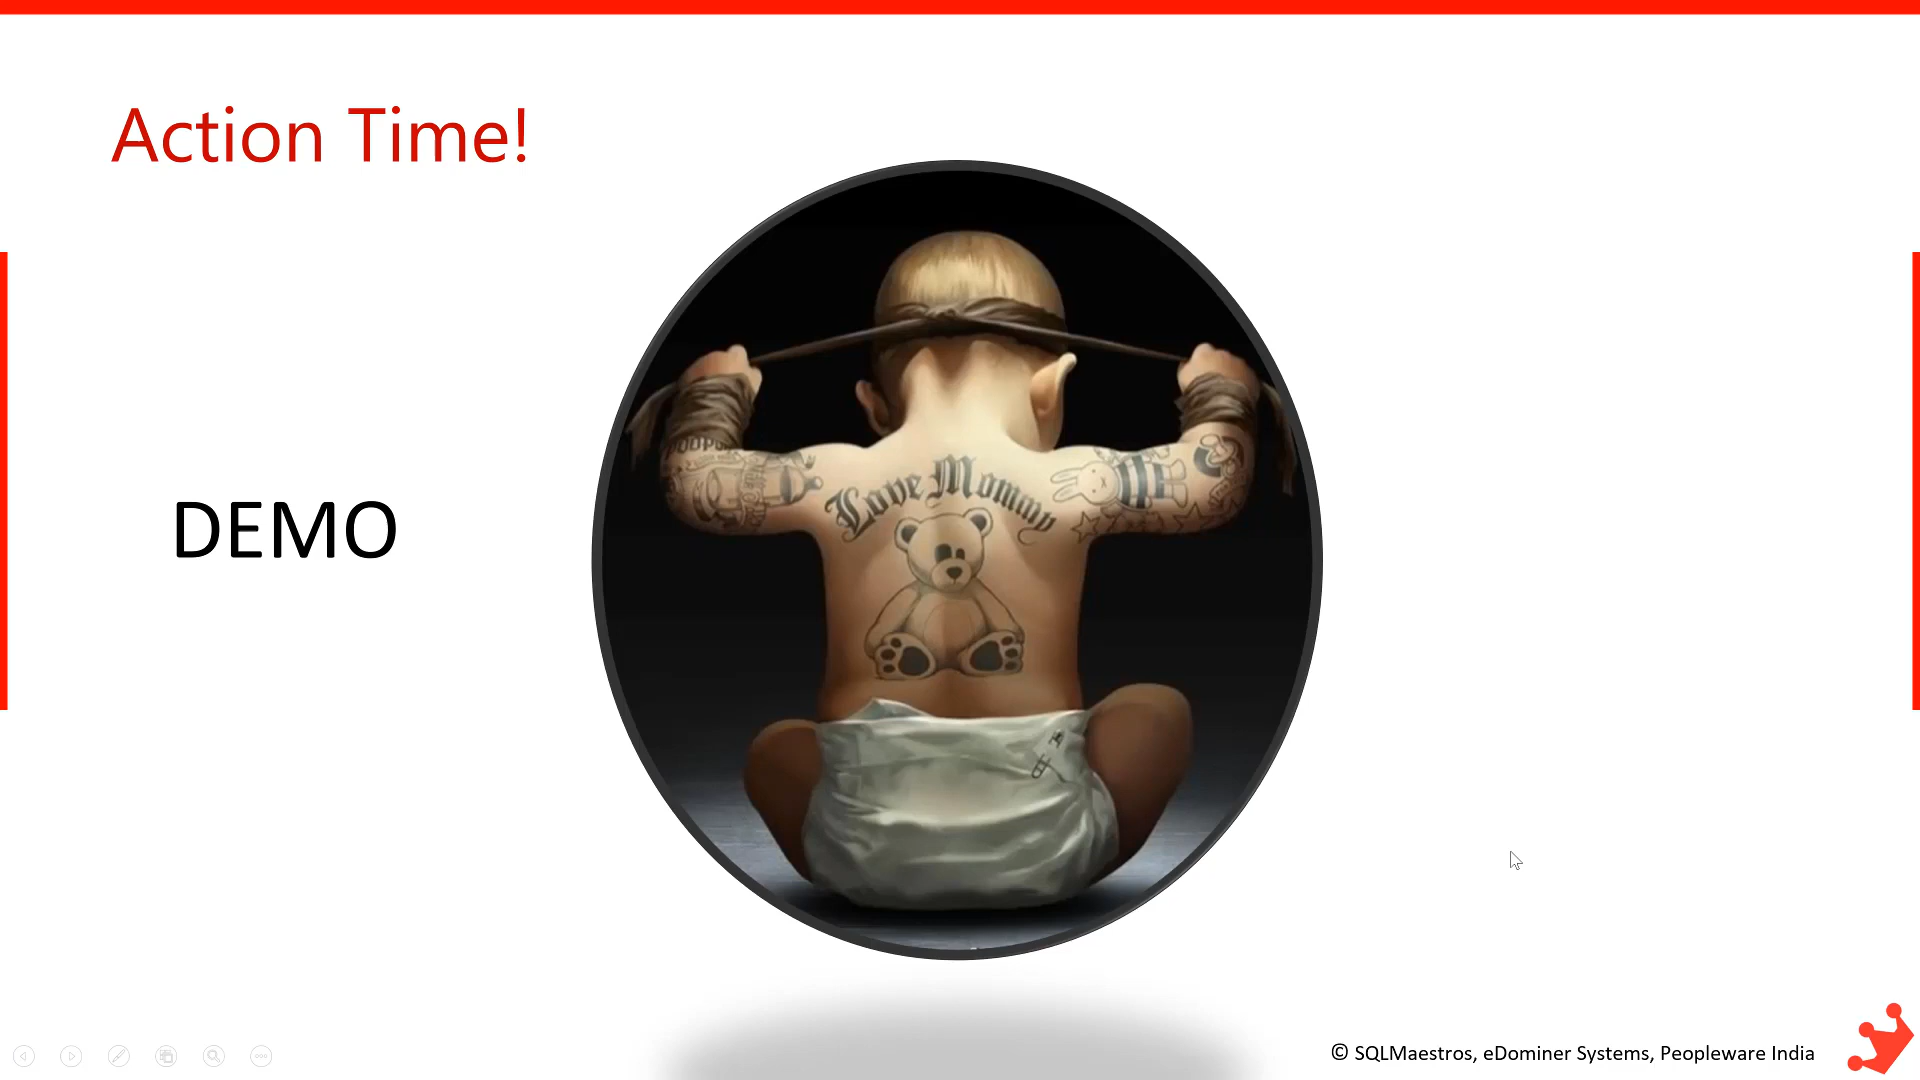 Action Time!
DEMO
Love Mommy
© SQLMaestros, eDominer Systems, Peopleware India